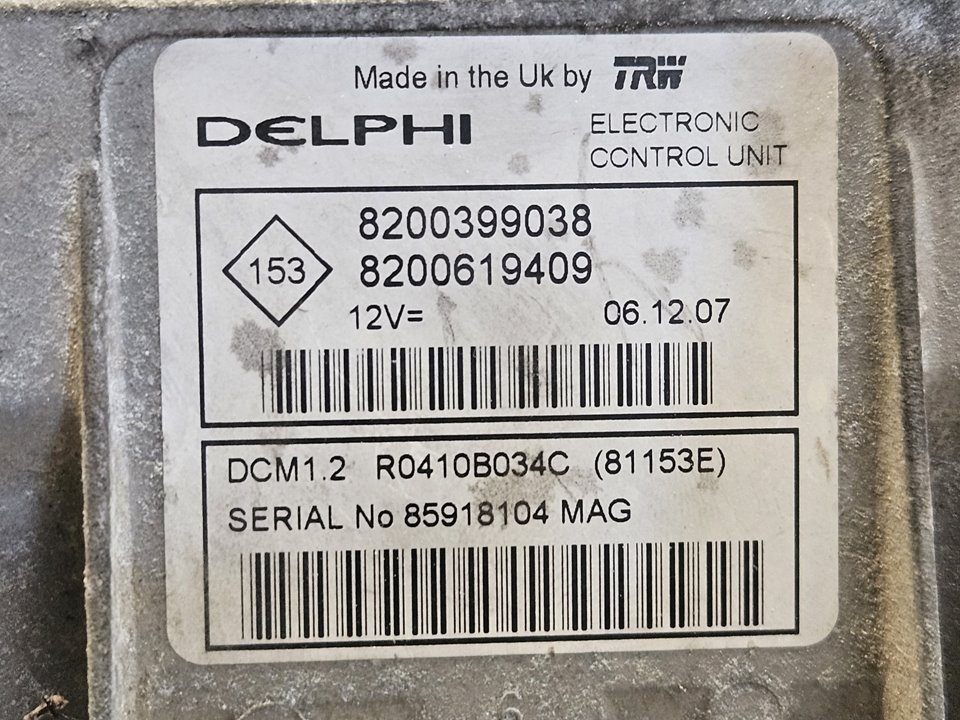 Made in the Uk by TRW
DELPHI
ELECTRONIC
CONTROL UNIT
8200399038
153
8200619409
12V= 06.12.07
DCM1.2 R0410B034C (81153E)
SERIAL No 85918104 MAG